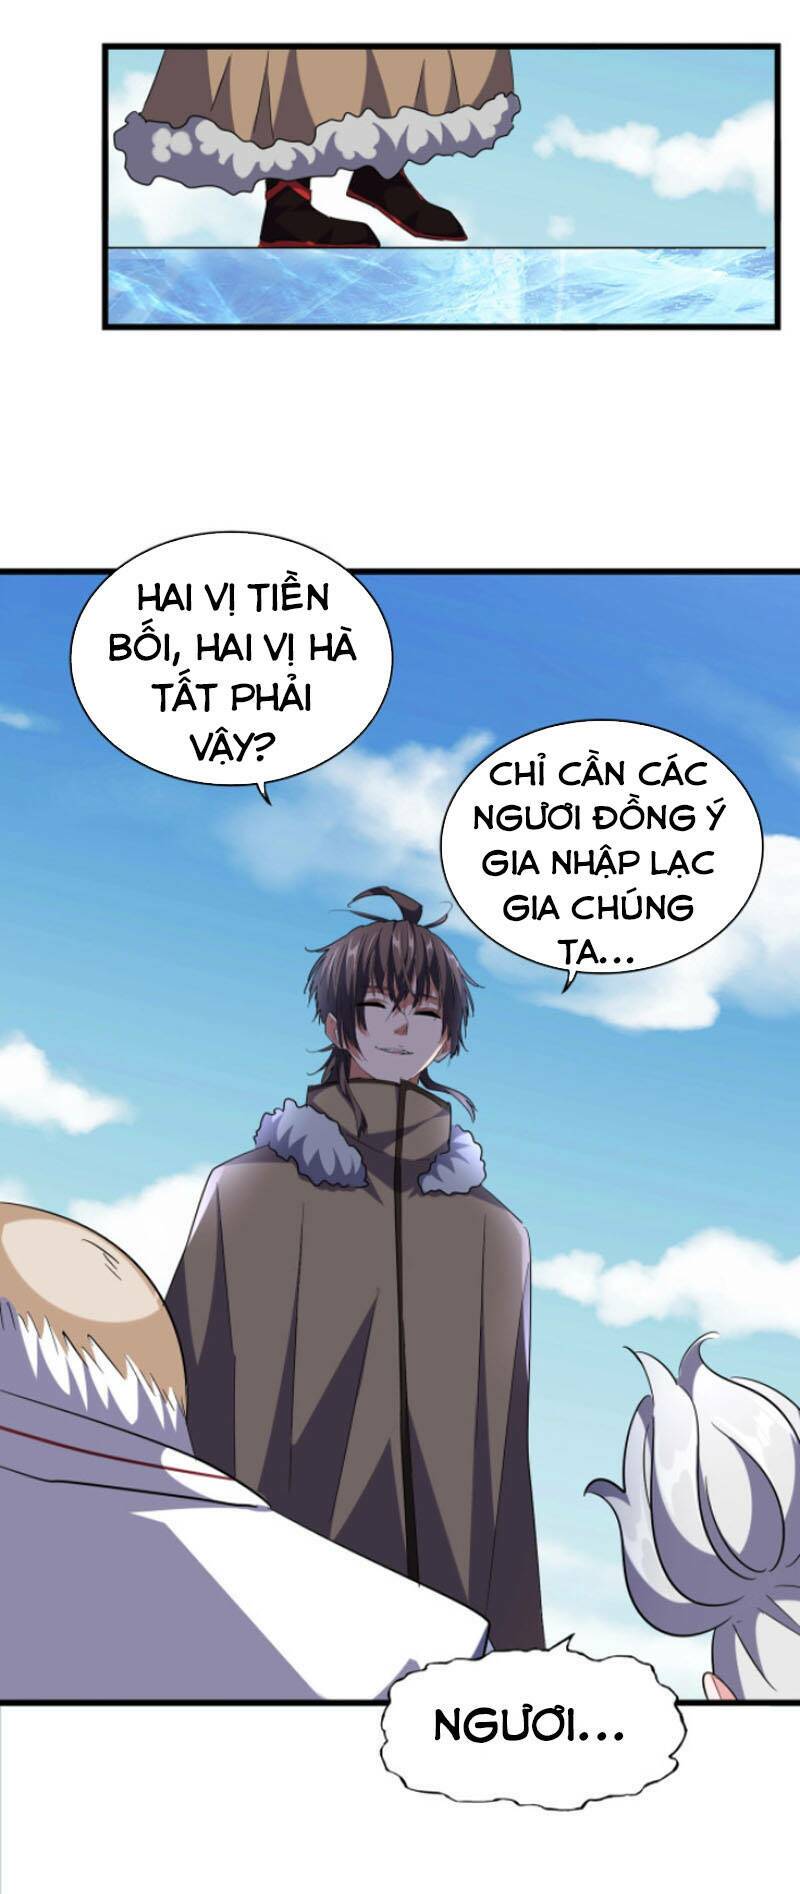 HAI VỊ TIỀN
BỐI, HAI VỊ HÀ
TẤT PHẢI
VẬY?
CHỈ CẦN CÁC
NGƯƠI ĐỒNG Ý
GIA NHẬP LẠC
GIA CHÚNG
TA...
NGƯƠI...